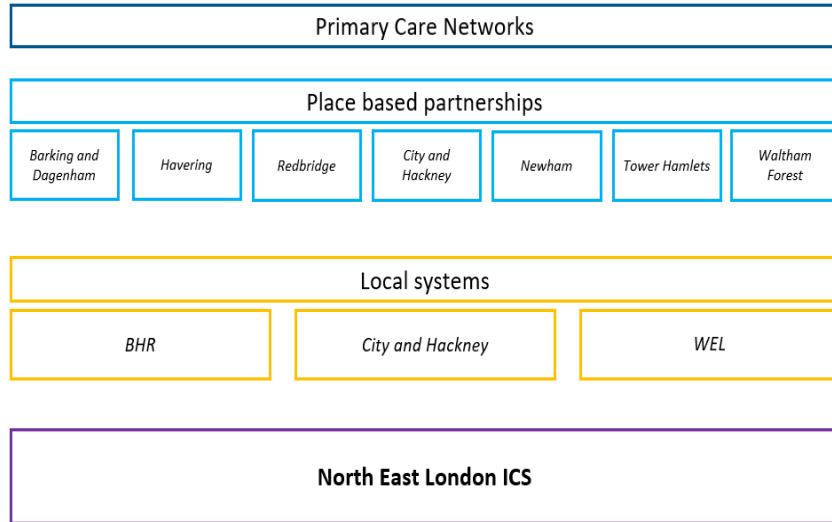 Primary Care Networks
Place based partnerships
Barking and
Dagenham
Havering
Redbridge
City and
Hackney
Newham
Tower Hamlets
Waltham
Forest
Local systems
BHR
City and Hackney
WEL
North East London ICS